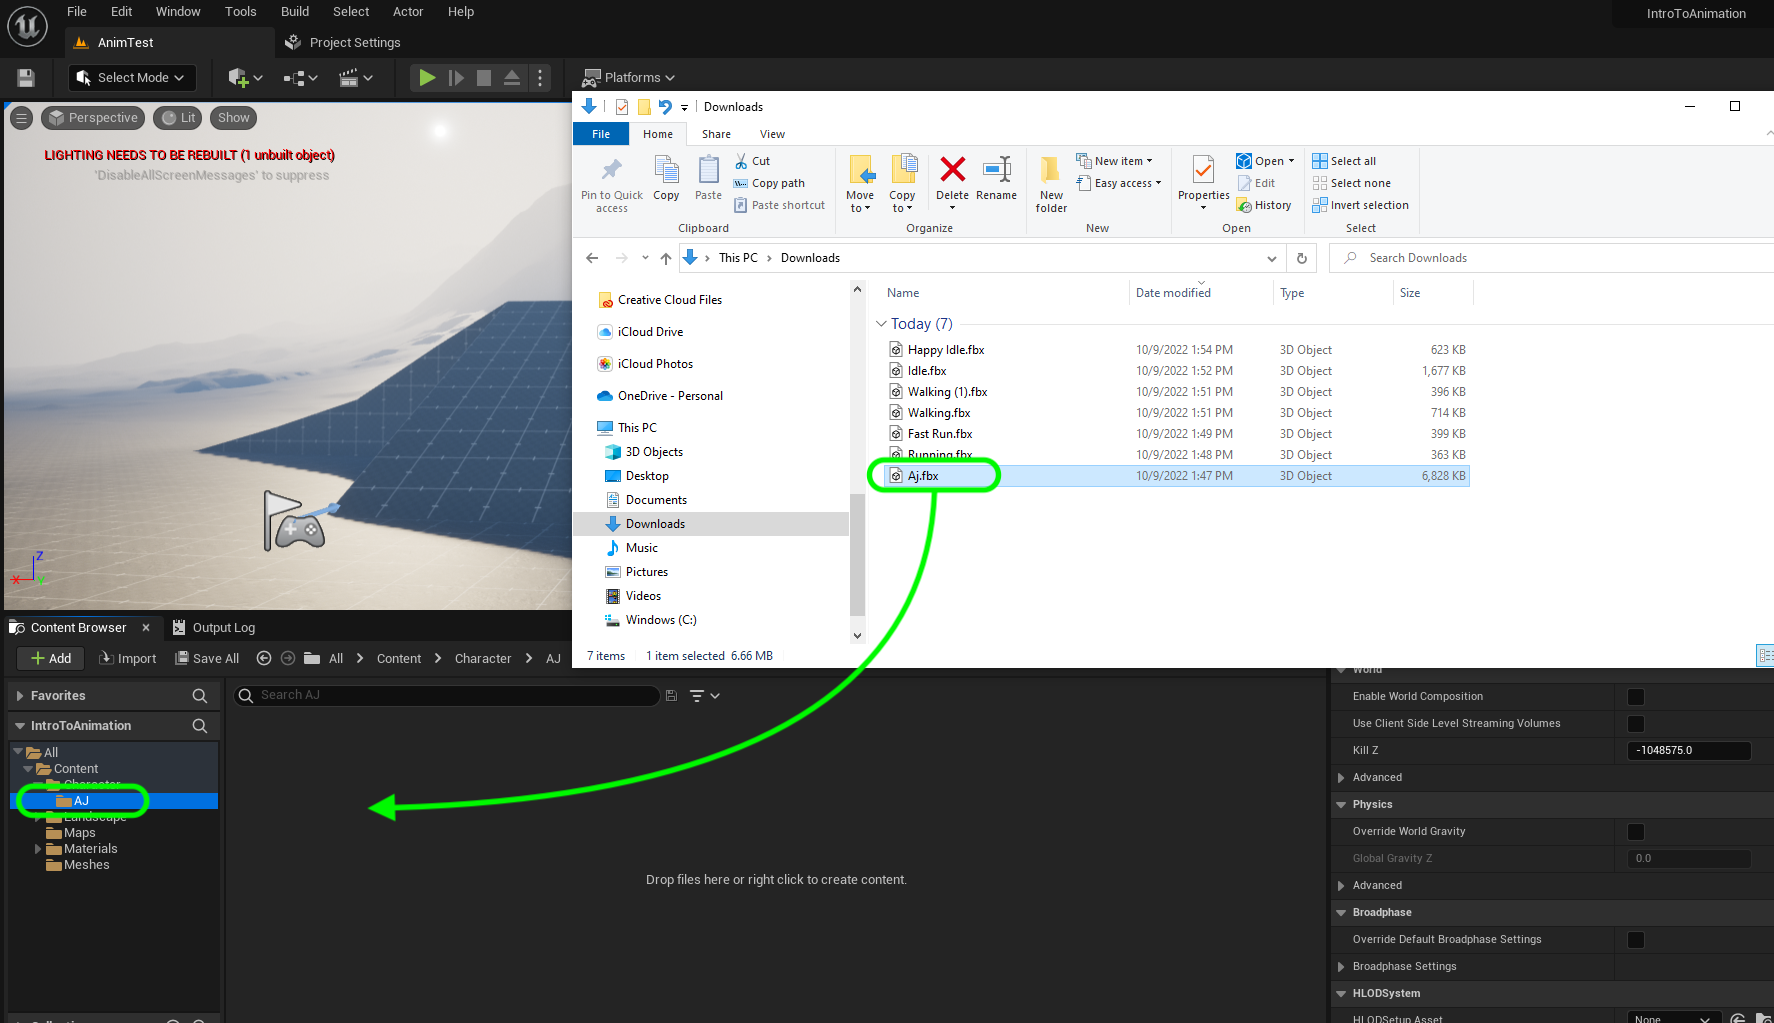 File Edit Window Tools Build Select Actor Help
IntroToAnimation
AnimTest
Project Settings
Select Mode
Platforms
Perspective
Lit
Show
LIGHTING NEEDS TO BE REBUILT (1 unbuilt object)
'DisableAllScreenMessages' to suppress
Z
X
Downloads
File Home Share View
Pin to Quick access
Copy
Paste
Cut
Copy path
Paste shortcut
Clipboard
Move to
Copy to
Delete
Rename
Organize
New folder
New item
Easy access
New
Properties
Open
Edit
History
Open
Select all
Select none
Invert selection
Select
This PC
Downloads
Search Downloads
Creative Cloud Files
iCloud Drive
iCloud Photos
OneDrive - Personal
This PC
3D Objects
Desktop
Documents
Downloads
Music
Pictures
Videos
Windows (C:)
Name Date modified Type Size
Today (7)
Happy Idle.fbx 10/9/2022 1:54 PM 3D Object 623 KB
Idle.fbx 10/9/2022 1:52 PM 3D Object 1,677 KB
Walking (1).fbx 10/9/2022 1:51 PM 3D Object 396 KB
Walking.fbx 10/9/2022 1:51 PM 3D Object 714 KB
Fast Run.fbx 10/9/2022 1:49 PM 3D Object 399 KB
Running.fbx 10/9/2022 1:48 PM 3D Object 363 KB
Aj.fbx 10/9/2022 1:47 PM 3D Object 6,828 KB
7 items 1 item selected 6.66 MB
Content Browser
Output Log
Add
Import
Save All
All
Content
Character
AJ
Favorites
Search AJ
IntroToAnimation
All
Content
Character
AJ
Landscape
Maps
Materials
Meshes
Drop files here or right click to create content.
World
Enable World Composition
Use Client Side Level Streaming Volumes
Kill Z -1048575.0
Advanced
Physics
Override World Gravity
Global Gravity Z 0.0
Advanced
Broadphase
Override Default Broadphase Settings
Broadphase Settings
HLODSystem
HLODSetup Asset None